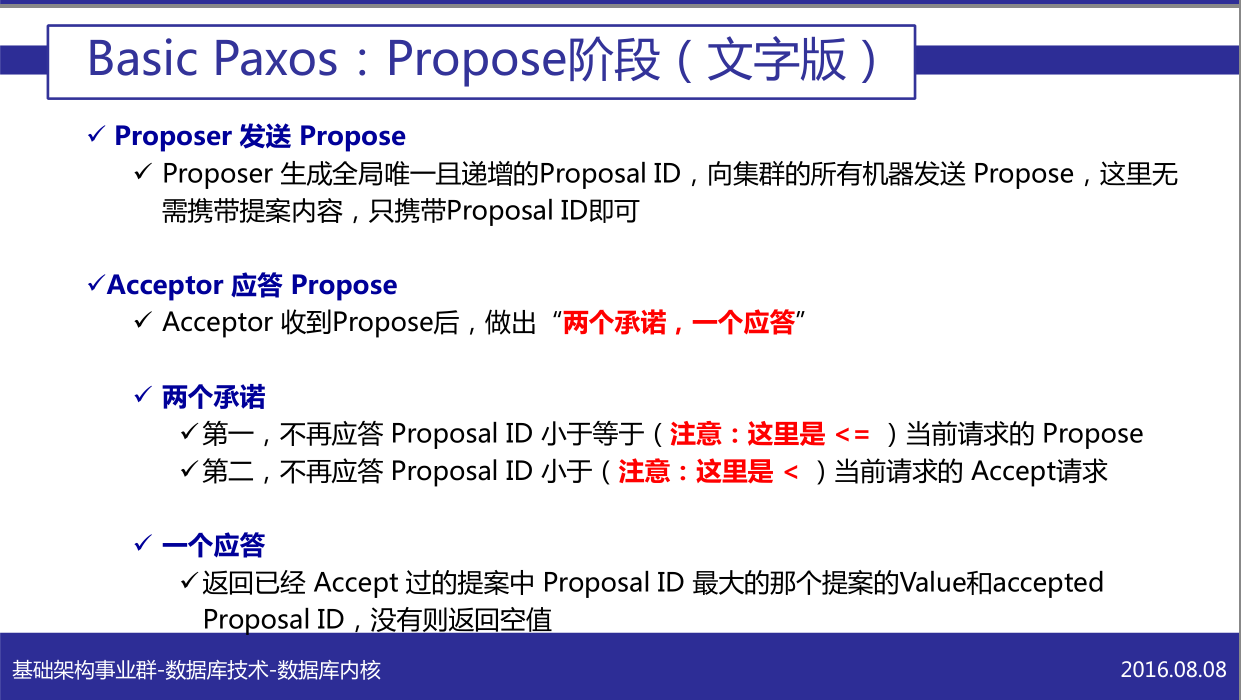 Basic Paxos：Propose阶段（文字版）
Proposer 发送 Propose
Proposer 生成全局唯一且递增的Proposal ID，向集群的所有机器发送 Propose，这里无
需携带提案内容，只携带Proposal ID即可
Acceptor 应答 Propose
Acceptor 收到Propose后，做出“两个承诺，一个应答”
两个承诺
第一，不再应答 Proposal ID 小于等于（注意：这里是 <= ）当前请求的 Propose
第二，不再应答 Proposal ID 小于（注意：这里是 < ）当前请求的 Accept请求
一个应答
返回已经 Accept 过的提案中 Proposal ID 最大的那个提案的Value和accepted
Proposal ID，没有则返回空值
基础架构事业群-数据库技术-数据库内核
2016.08.08